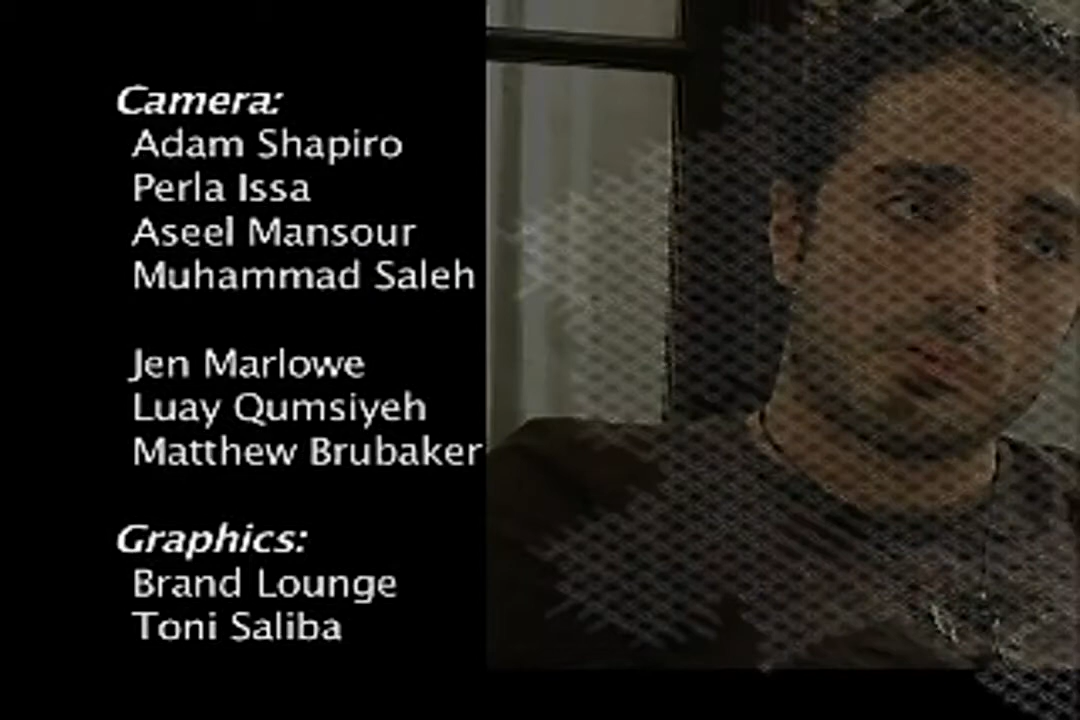 Camera:
Adam Shapiro
Perla Issa
Aseel Mansour
Muhammad Saleh
Jen Marlowe
Luay Qumsiyeh
Matthew Brubaker
Graphics:
Brand Lounge
Toni Saliba